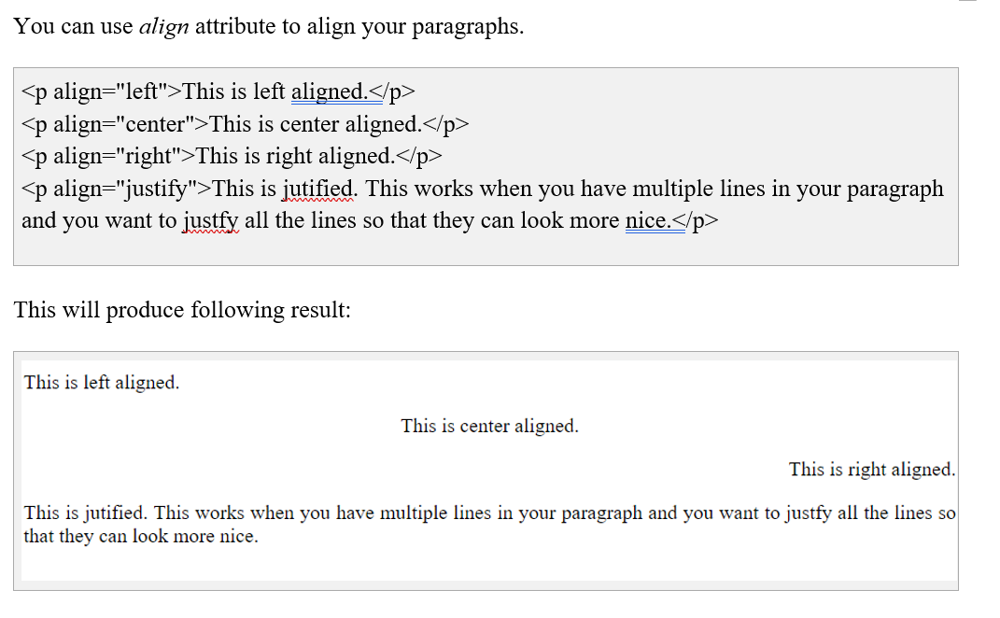 You can use align attribute to align your paragraphs.
<p align="left">This is left aligned.</p>
<p align="center">This is center aligned.</p>
<p align="right">This is right aligned.</p>
<p align="justify">This is jutified. This works when you have multiple lines in your paragraph
and you want to justfy all the lines so that they can look more nice.</p>
This will produce following result:
This is left aligned.
This is center aligned.
This is right aligned.
This is jutified. This works when you have multiple lines in your paragraph and you want to justfy all the lines so
that they can look more nice.